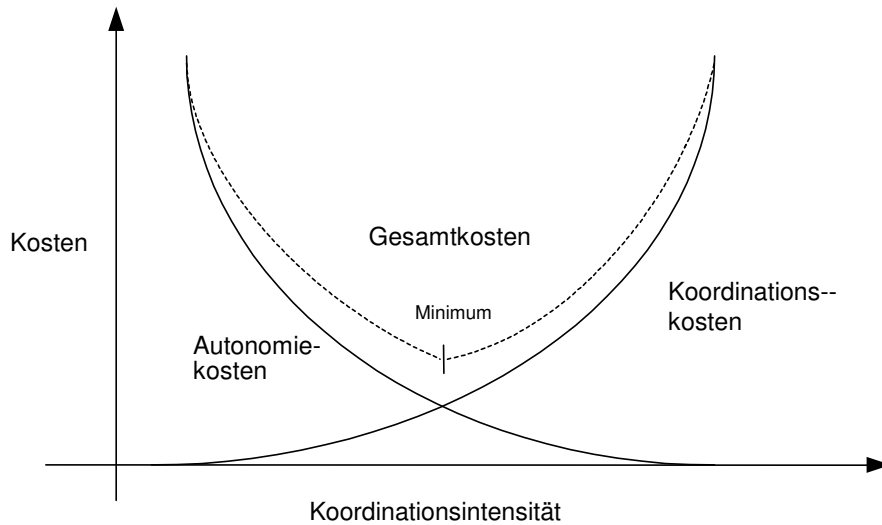 Kosten
Gesamtkosten
Minimum
Autonomie-
kosten
Koordinations--
kosten
Koordinationsintensität